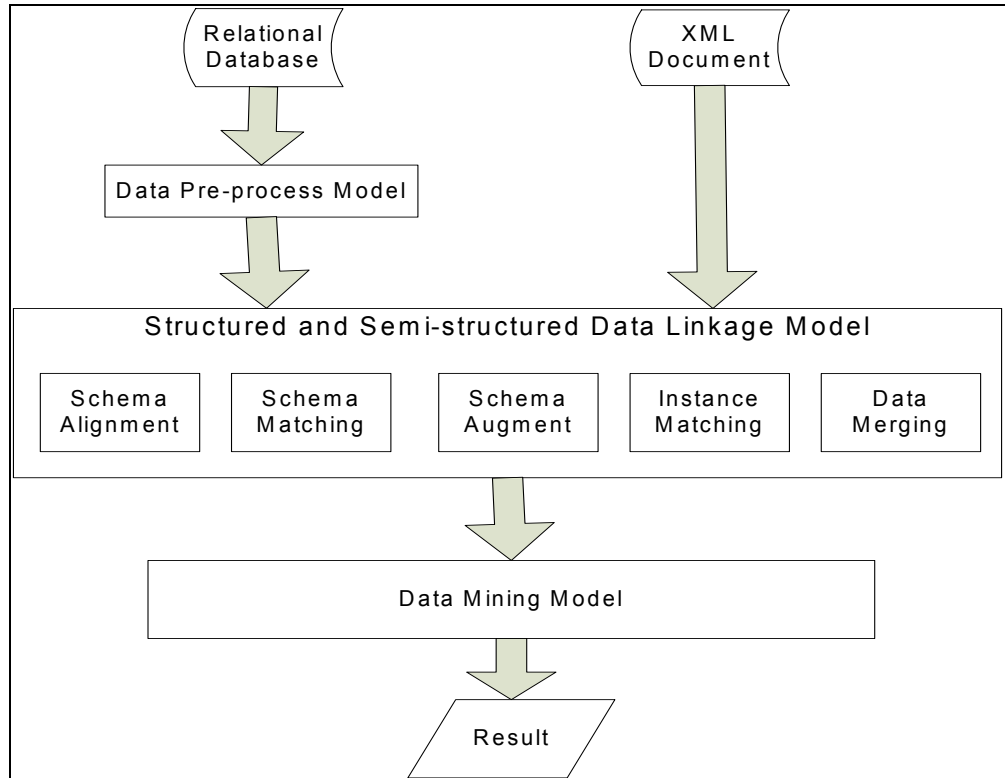 Relational
Database
XML
Document
Data Pre-process Model
Structured and Semi-structured Data Linkage Model
Schema
Alignment
Schema
Matching
Schema
Augment
Instance
Matching
Data
Merging
Data Mining Model
Result